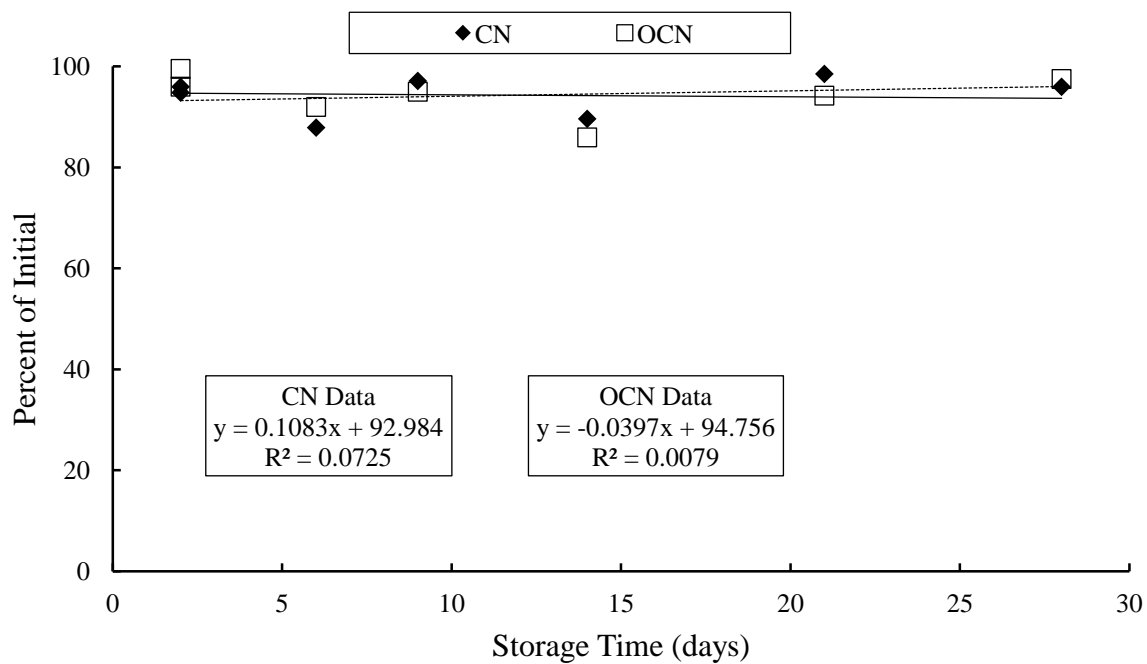 CN OCN
100
80
60
40
20
0
Percent of Initial
CN Data
y = 0.1083x + 92.984
R² = 0.0725
OCN Data
y = -0.0397x + 94.756
R² = 0.0079
0 5 10 15 20 25 30
Storage Time (days)